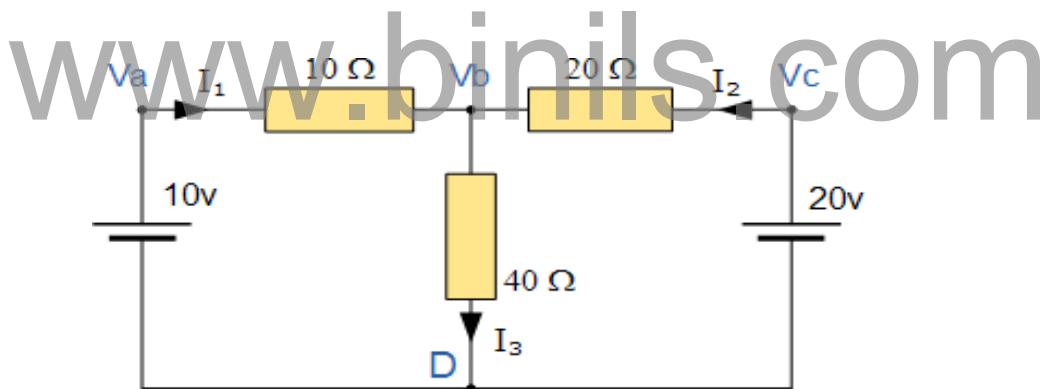 www.binils.com
Va I₁ 10 Ω Vb 20 Ω I₂ Vc
10v 20v
40 Ω
I₃
D